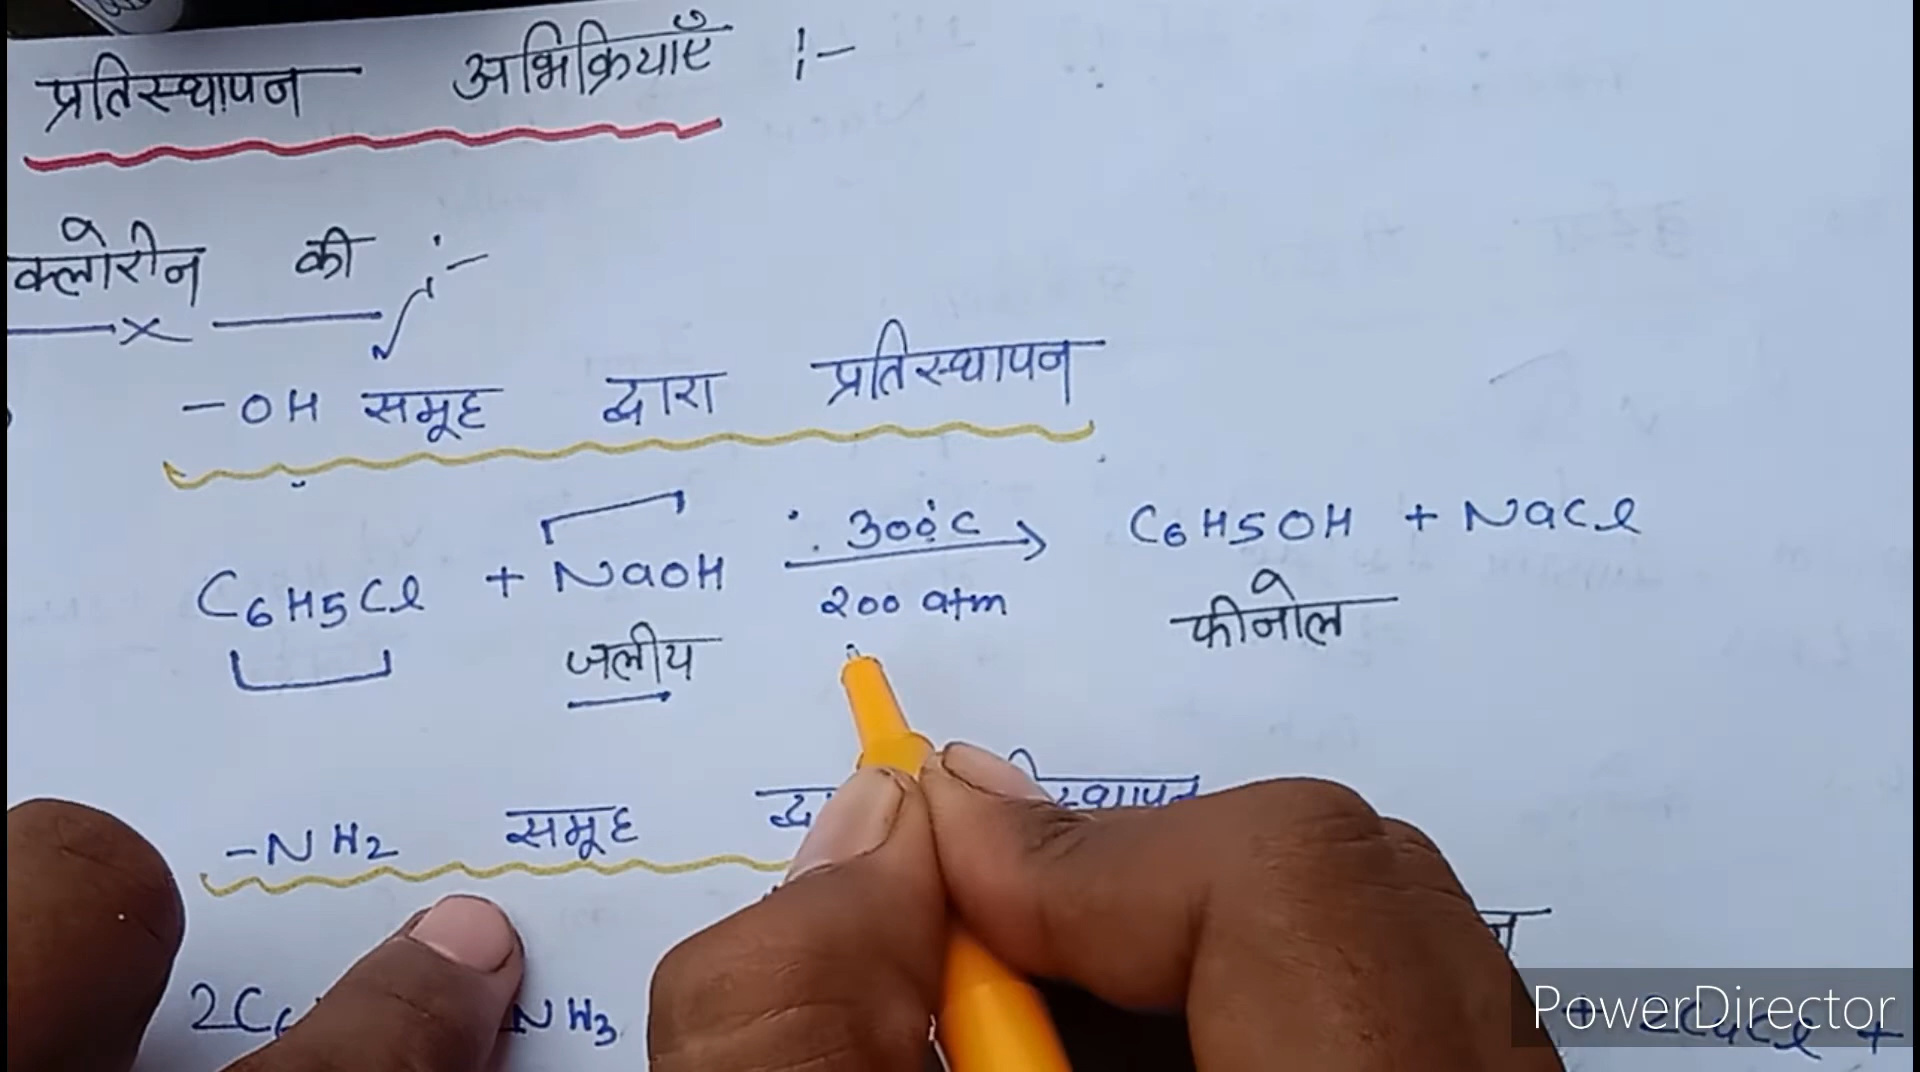 प्रतिस्थापन अभिक्रियाएँ :-
क्लोरीन की :-
-OH समूह द्वारा प्रतिस्थापन
C6H5Cl + NaOH 300°C C6H5OH + NaCl
जलीय 200 atm फीनोल
-NH2 समूह
NH3 + 2CuCl +
PowerDirector